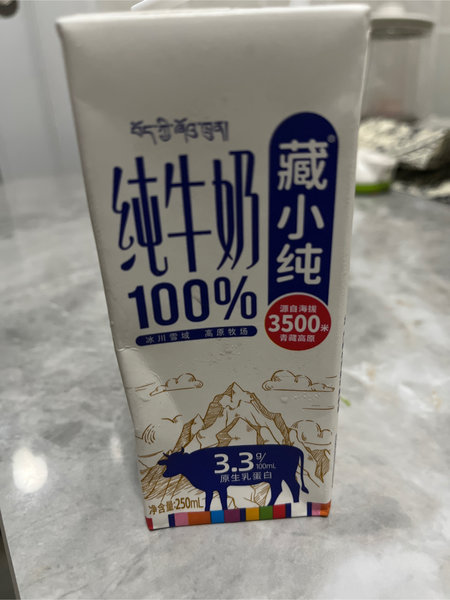 བོད་ཀྱི་ནོའུ་ཁྲུན།
藏小纯®
纯牛奶
100%
冰川雪域 高原牧场
源自海拔
3500米
青藏高原
3.3g/100mL
原生乳蛋白
净含量:250mL